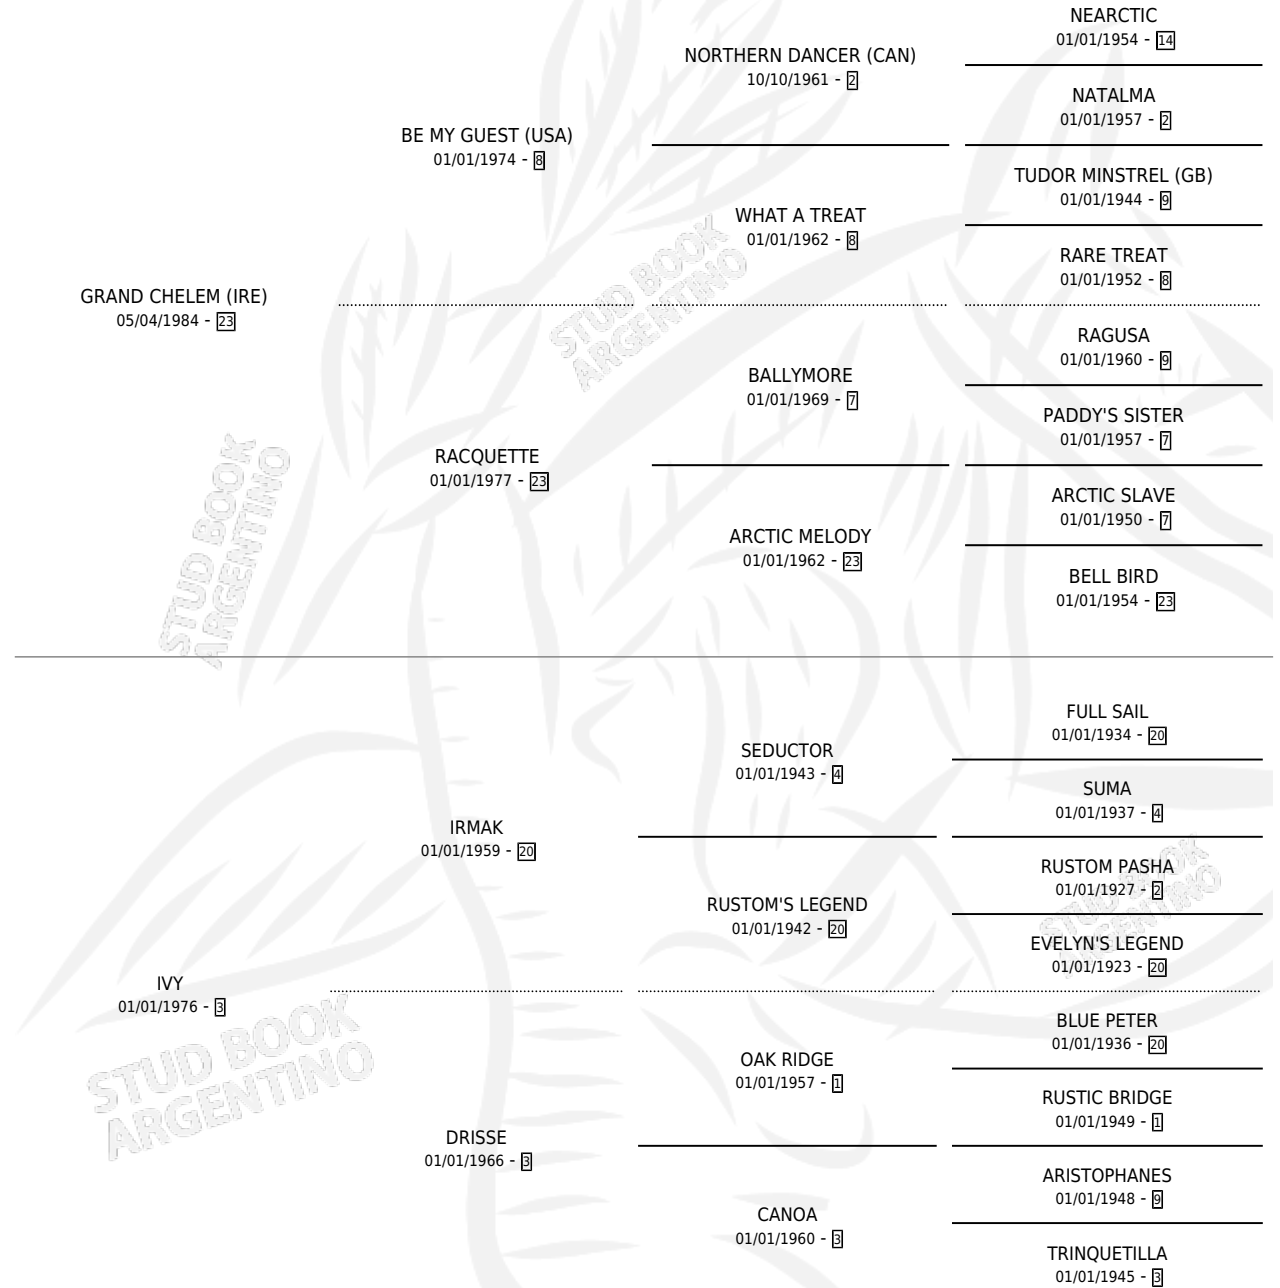 NEARCTIC
01/01/1954 - 14
NORTHERN DANCER (CAN)
10/10/1961 - 2
NATALMA
01/01/1957 - 2
BE MY GUEST (USA)
01/01/1974 - 8
TUDOR MINSTREL (GB)
01/01/1944 - 9
WHAT A TREAT
01/01/1962 - 8
RARE TREAT
01/01/1952 - 8
GRAND CHELEM (IRE)
05/04/1984 - 23
STUD BOOK
ARGENTINO
RAGUSA
01/01/1960 - 9
BALLYMORE
01/01/1969 - 7
PADDY'S SISTER
01/01/1957 - 7
RACQUETTE
01/01/1977 - 23
ARCTIC SLAVE
01/01/1950 - 7
ARCTIC MELODY
01/01/1962 - 23
BELL BIRD
01/01/1954 - 23
STUD BOOK
ARGENTINO
FULL SAIL
01/01/1934 - 20
SEDUCTOR
01/01/1943 - 4
SUMA
01/01/1937 - 4
IRMAK
01/01/1959 - 20
RUSTOM PASHA
01/01/1927 - 2
RUSTOM'S LEGEND
01/01/1942 - 20
EVELYN'S LEGEND
01/01/1923 - 20
STUD BOOK
ARGENTINO
IVY
01/01/1976 - 3
BLUE PETER
01/01/1936 - 20
OAK RIDGE
01/01/1957 - 1
RUSTIC BRIDGE
01/01/1949 - 1
STUD BOOK
ARGENTINO
DRISSE
01/01/1966 - 3
ARISTOPHANES
01/01/1948 - 9
CANOA
01/01/1960 - 3
TRINQUETILLA
01/01/1945 - 3